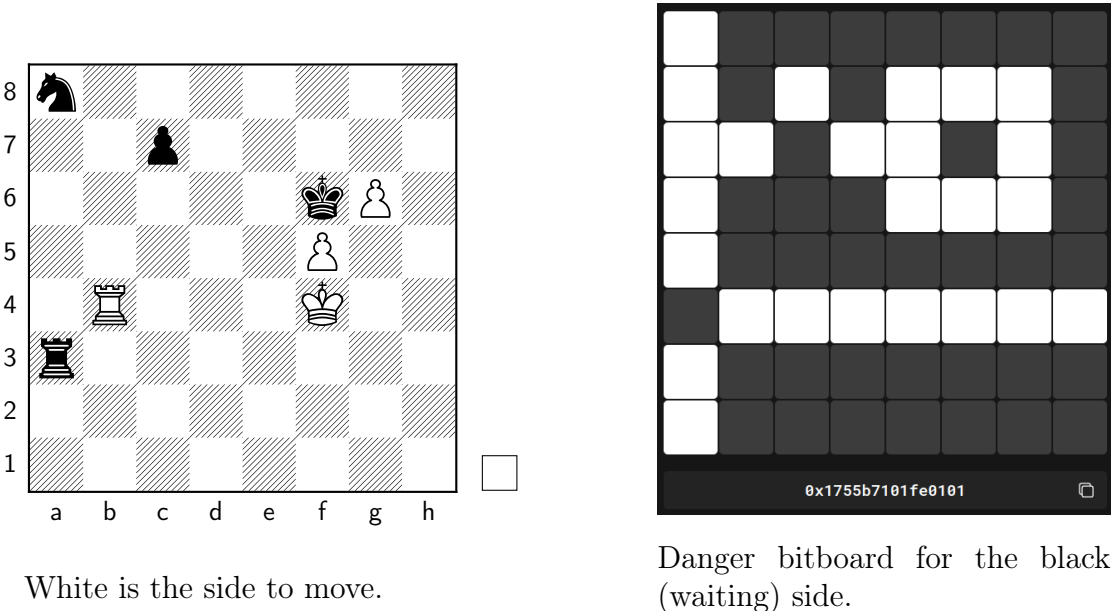 8
7
6
5
4
3
2
1
a b c d e f g h
White is the side to move.
0x1755b7101fe0101
Danger bitboard for the black
(waiting) side.